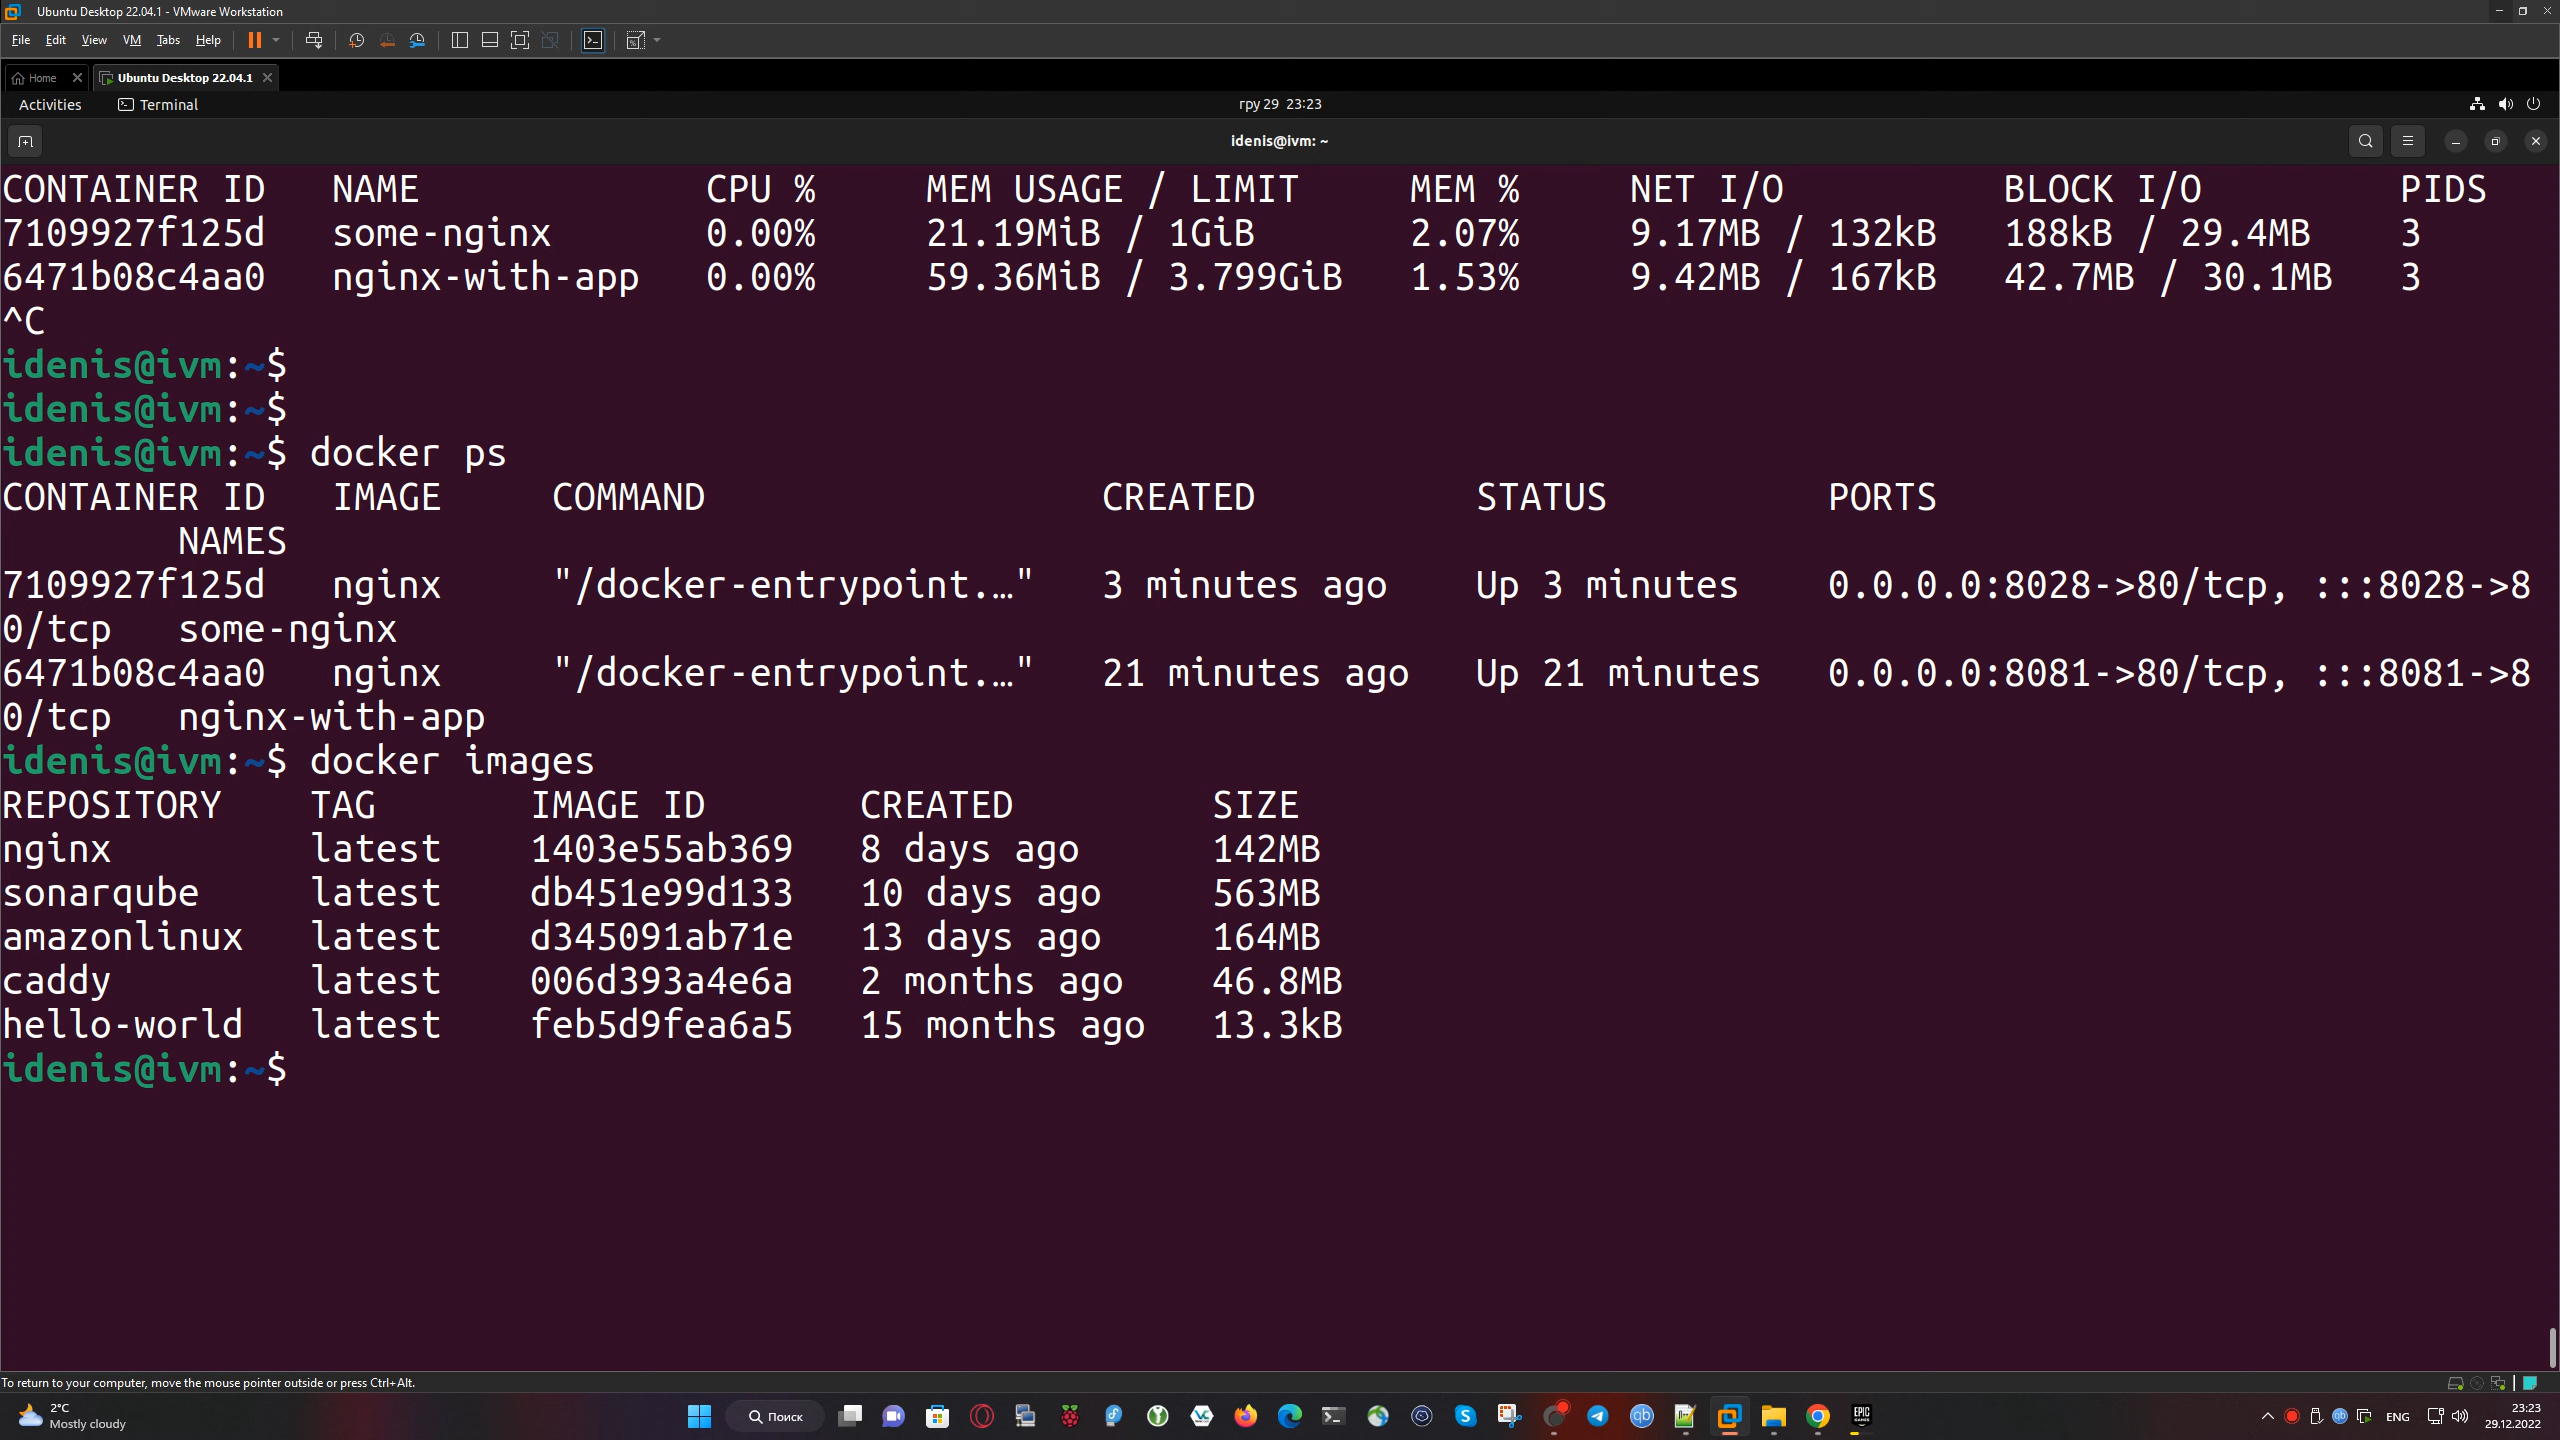 Ubuntu Desktop 22.04.1 - VMware Workstation
File Edit View VM Tabs Help
Home Ubuntu Desktop 22.04.1
Activities Terminal гру 29 23:23
idenis@ivm: ~
CONTAINER ID NAME CPU % MEM USAGE / LIMIT MEM % NET I/O BLOCK I/O PIDS
7109927f125d some-nginx 0.00% 21.19MiB / 1GiB 2.07% 9.17MB / 132kB 188kB / 29.4MB 3
6471b08c4aa0 nginx-with-app 0.00% 59.36MiB / 3.799GiB 1.53% 9.42MB / 167kB 42.7MB / 30.1MB 3
^C
idenis@ivm:~$
idenis@ivm:~$
idenis@ivm:~$ docker ps
CONTAINER ID IMAGE COMMAND CREATED STATUS PORTS
NAMES
7109927f125d nginx "/docker-entrypoint.…" 3 minutes ago Up 3 minutes 0.0.0.0:8028->80/tcp, :::8028->8
0/tcp some-nginx
6471b08c4aa0 nginx "/docker-entrypoint.…" 21 minutes ago Up 21 minutes 0.0.0.0:8081->80/tcp, :::8081->8
0/tcp nginx-with-app
idenis@ivm:~$ docker images
REPOSITORY TAG IMAGE ID CREATED SIZE
nginx latest 1403e55ab369 8 days ago 142MB
sonarqube latest db451e99d133 10 days ago 563MB
amazonlinux latest d345091ab71e 13 days ago 164MB
caddy latest 006d393a4e6a 2 months ago 46.8MB
hello-world latest feb5d9fea6a5 15 months ago 13.3kB
idenis@ivm:~$
To return to your computer, move the mouse pointer outside or press Ctrl+Alt.
2°C
Mostly cloudy
Поиск
qb
EPIC GAMES
ENG
23:23
29.12.2022